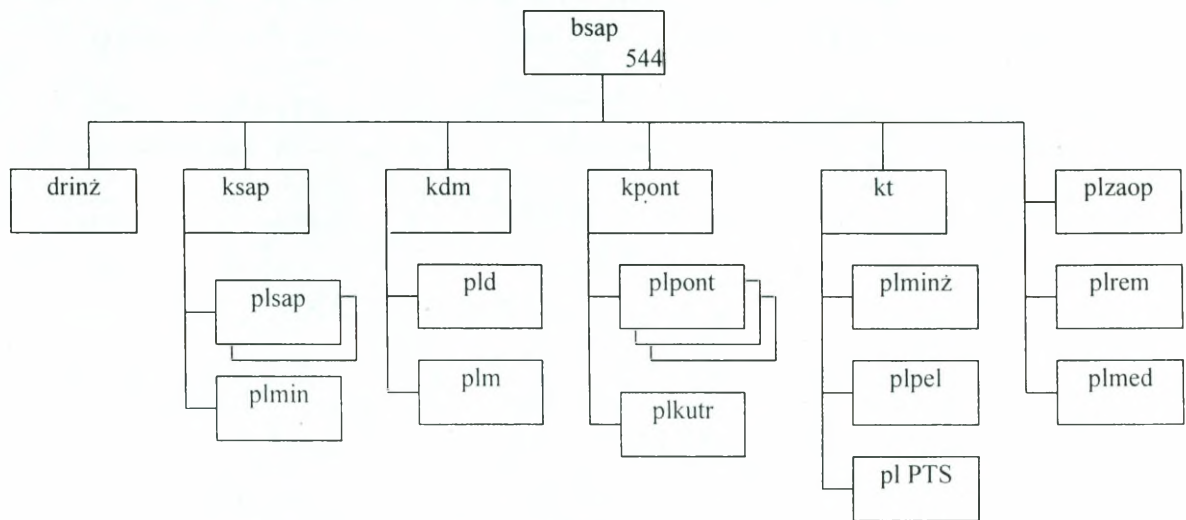 bsap
544
drinż
ksap
kdm
kpont
kt
plzaop
plsap
pld
plpont
plminż
plrem
plmin
plm
plkutr
plpel
plmed
pl PTS